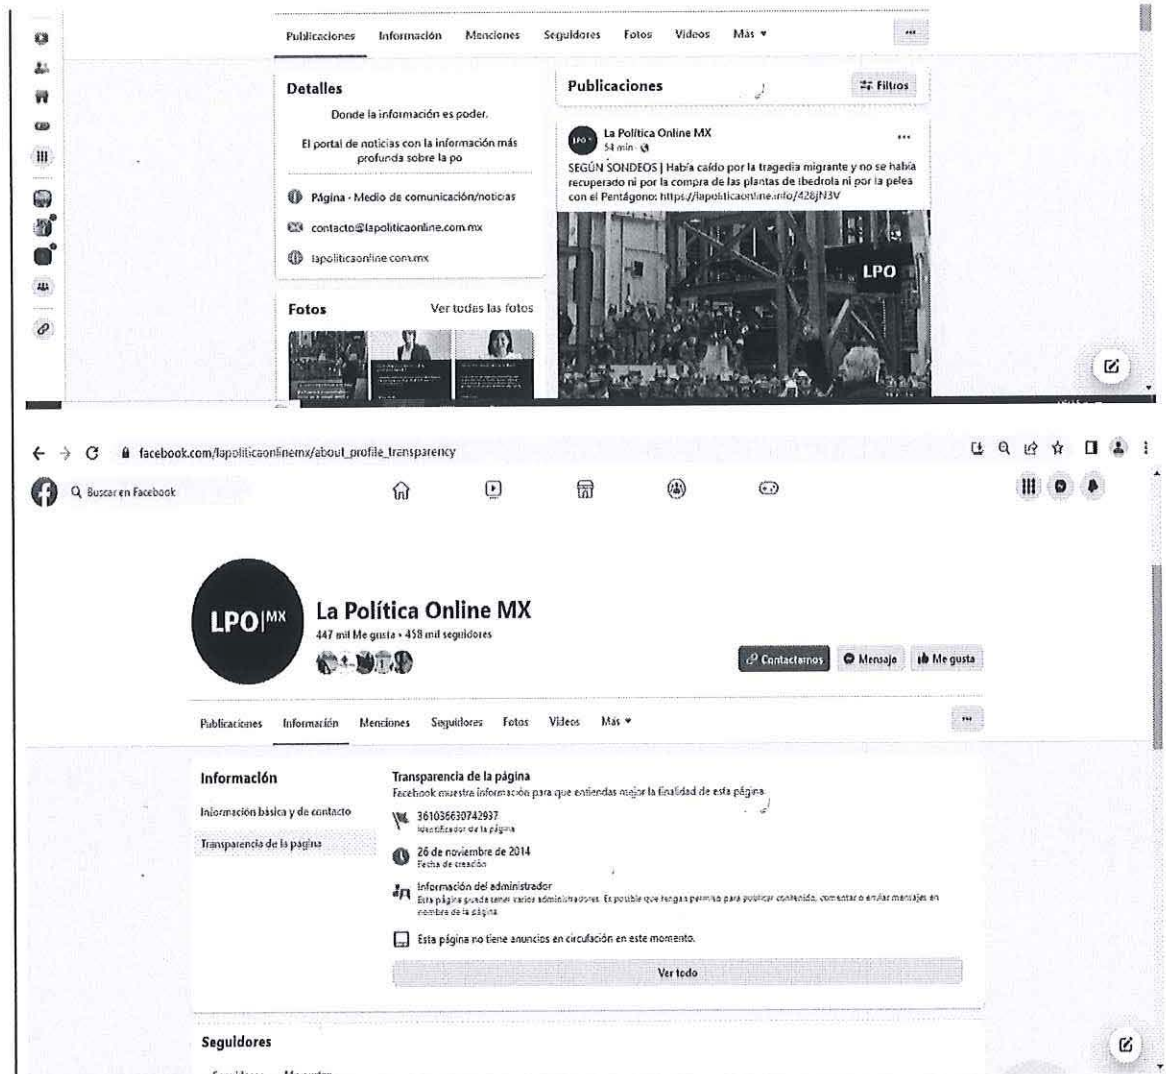 Publicaciones Información Menciones Seguidores Fotos Videos Más
Detalles
Donde la información es poder.
El portal de noticias con la información más
profunda sobre la po
Página · Medio de comunicación/noticias
contacto@lapoliticaonline.com.mx
lapoliticaonline.com.mx
Fotos Ver todas las fotos
Publicaciones Filtros
LPO
La Política Online MX
54 min
SEGÚN SONDEOS | Había caído por la tragedia migrante y no se había
recuperado ni por la compra de las plantas de Ibedrola ni por la pelea
con el Pentágono: https://lapoliticaonline.info/428jN3V
LPO
facebook.com/lapoliticaonlinemx/about_profile_transparency
Buscar en Facebook
LPO|MX
La Política Online MX
447 mil Me gusta • 458 mil seguidores
Contactarnos Mensaje Me gusta
Publicaciones Información Menciones Seguidores Fotos Videos Más
Información
Información básica y de contacto
Transparencia de la página
Transparencia de la página
Facebook muestra información para que entiendas mejor la finalidad de esta página.
361036630742937
Identificador de la página
26 de noviembre de 2014
Fecha de creación
Información del administrador
Esta página puede tener varios administradores. Es posible que tengan permiso para publicar contenido, comentar o enviar mensajes en
nombre de la página.
Esta página no tiene anuncios en circulación en este momento.
Ver todo
Seguidores